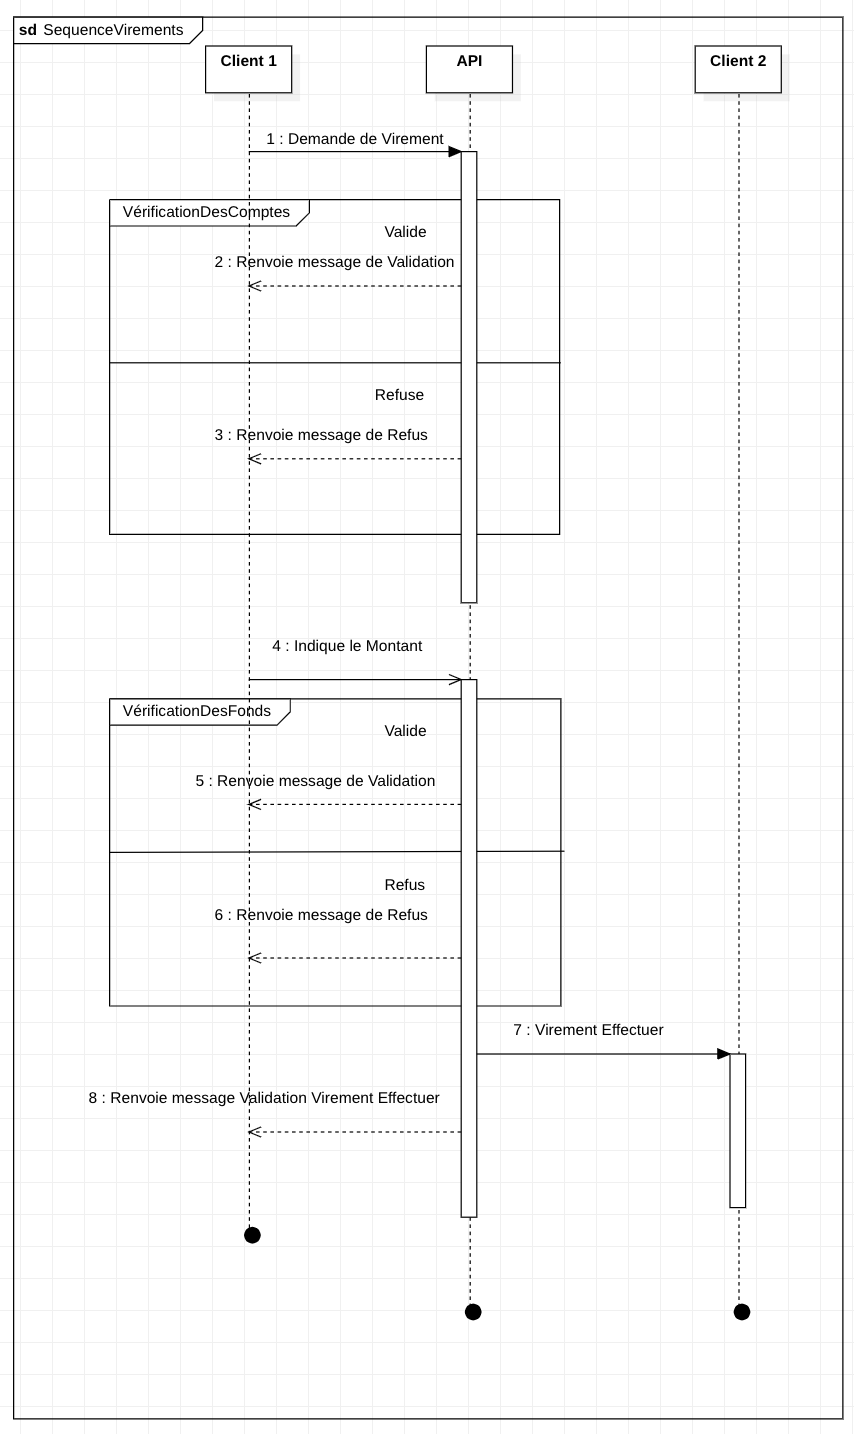 sd SequenceVirements
Client 1
API
Client 2
1 : Demande de Virement
VérificationDesComptes
Valide
2 : Renvoie message de Validation
Refuse
3 : Renvoie message de Refus
4 : Indique le Montant
VérificationDesFonds
Valide
5 : Renvoie message de Validation
Refus
6 : Renvoie message de Refus
7 : Virement Effectuer
8 : Renvoie message Validation Virement Effectuer